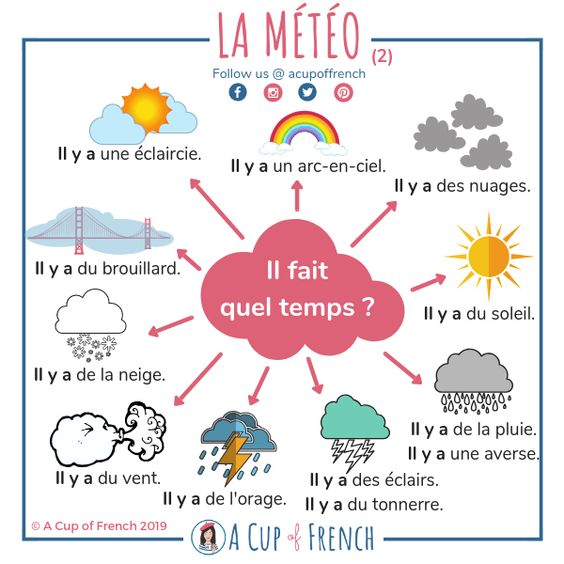 LA MÉTÉO (2)
Follow us @ acupoffrench
Il y a une éclaircie.
Il y a un arc-en-ciel.
Il y a des nuages.
Il y a du brouillard.
Il fait
quel temps ?
Il y a du soleil.
Il y a de la neige.
Il y a de la pluie.
Il y a une averse.
Il y a du vent.
Il y a de l'orage.
Il y a des éclairs.
Il y a du tonnerre.
© A Cup of French 2019
A CUP of FRENCH